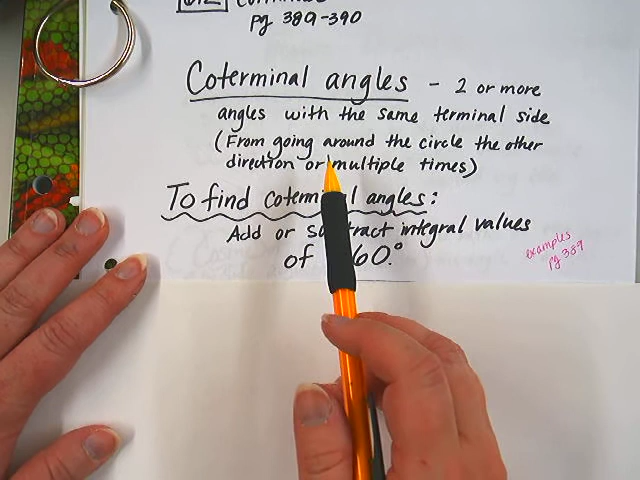 pg 389-390
Coterminal angles - 2 or more
angles with the same terminal side
(From going around the circle the other
direction or multiple times)
To find coterminal angles:
Add or subtract integral values
of 360.°
examples
pg 389